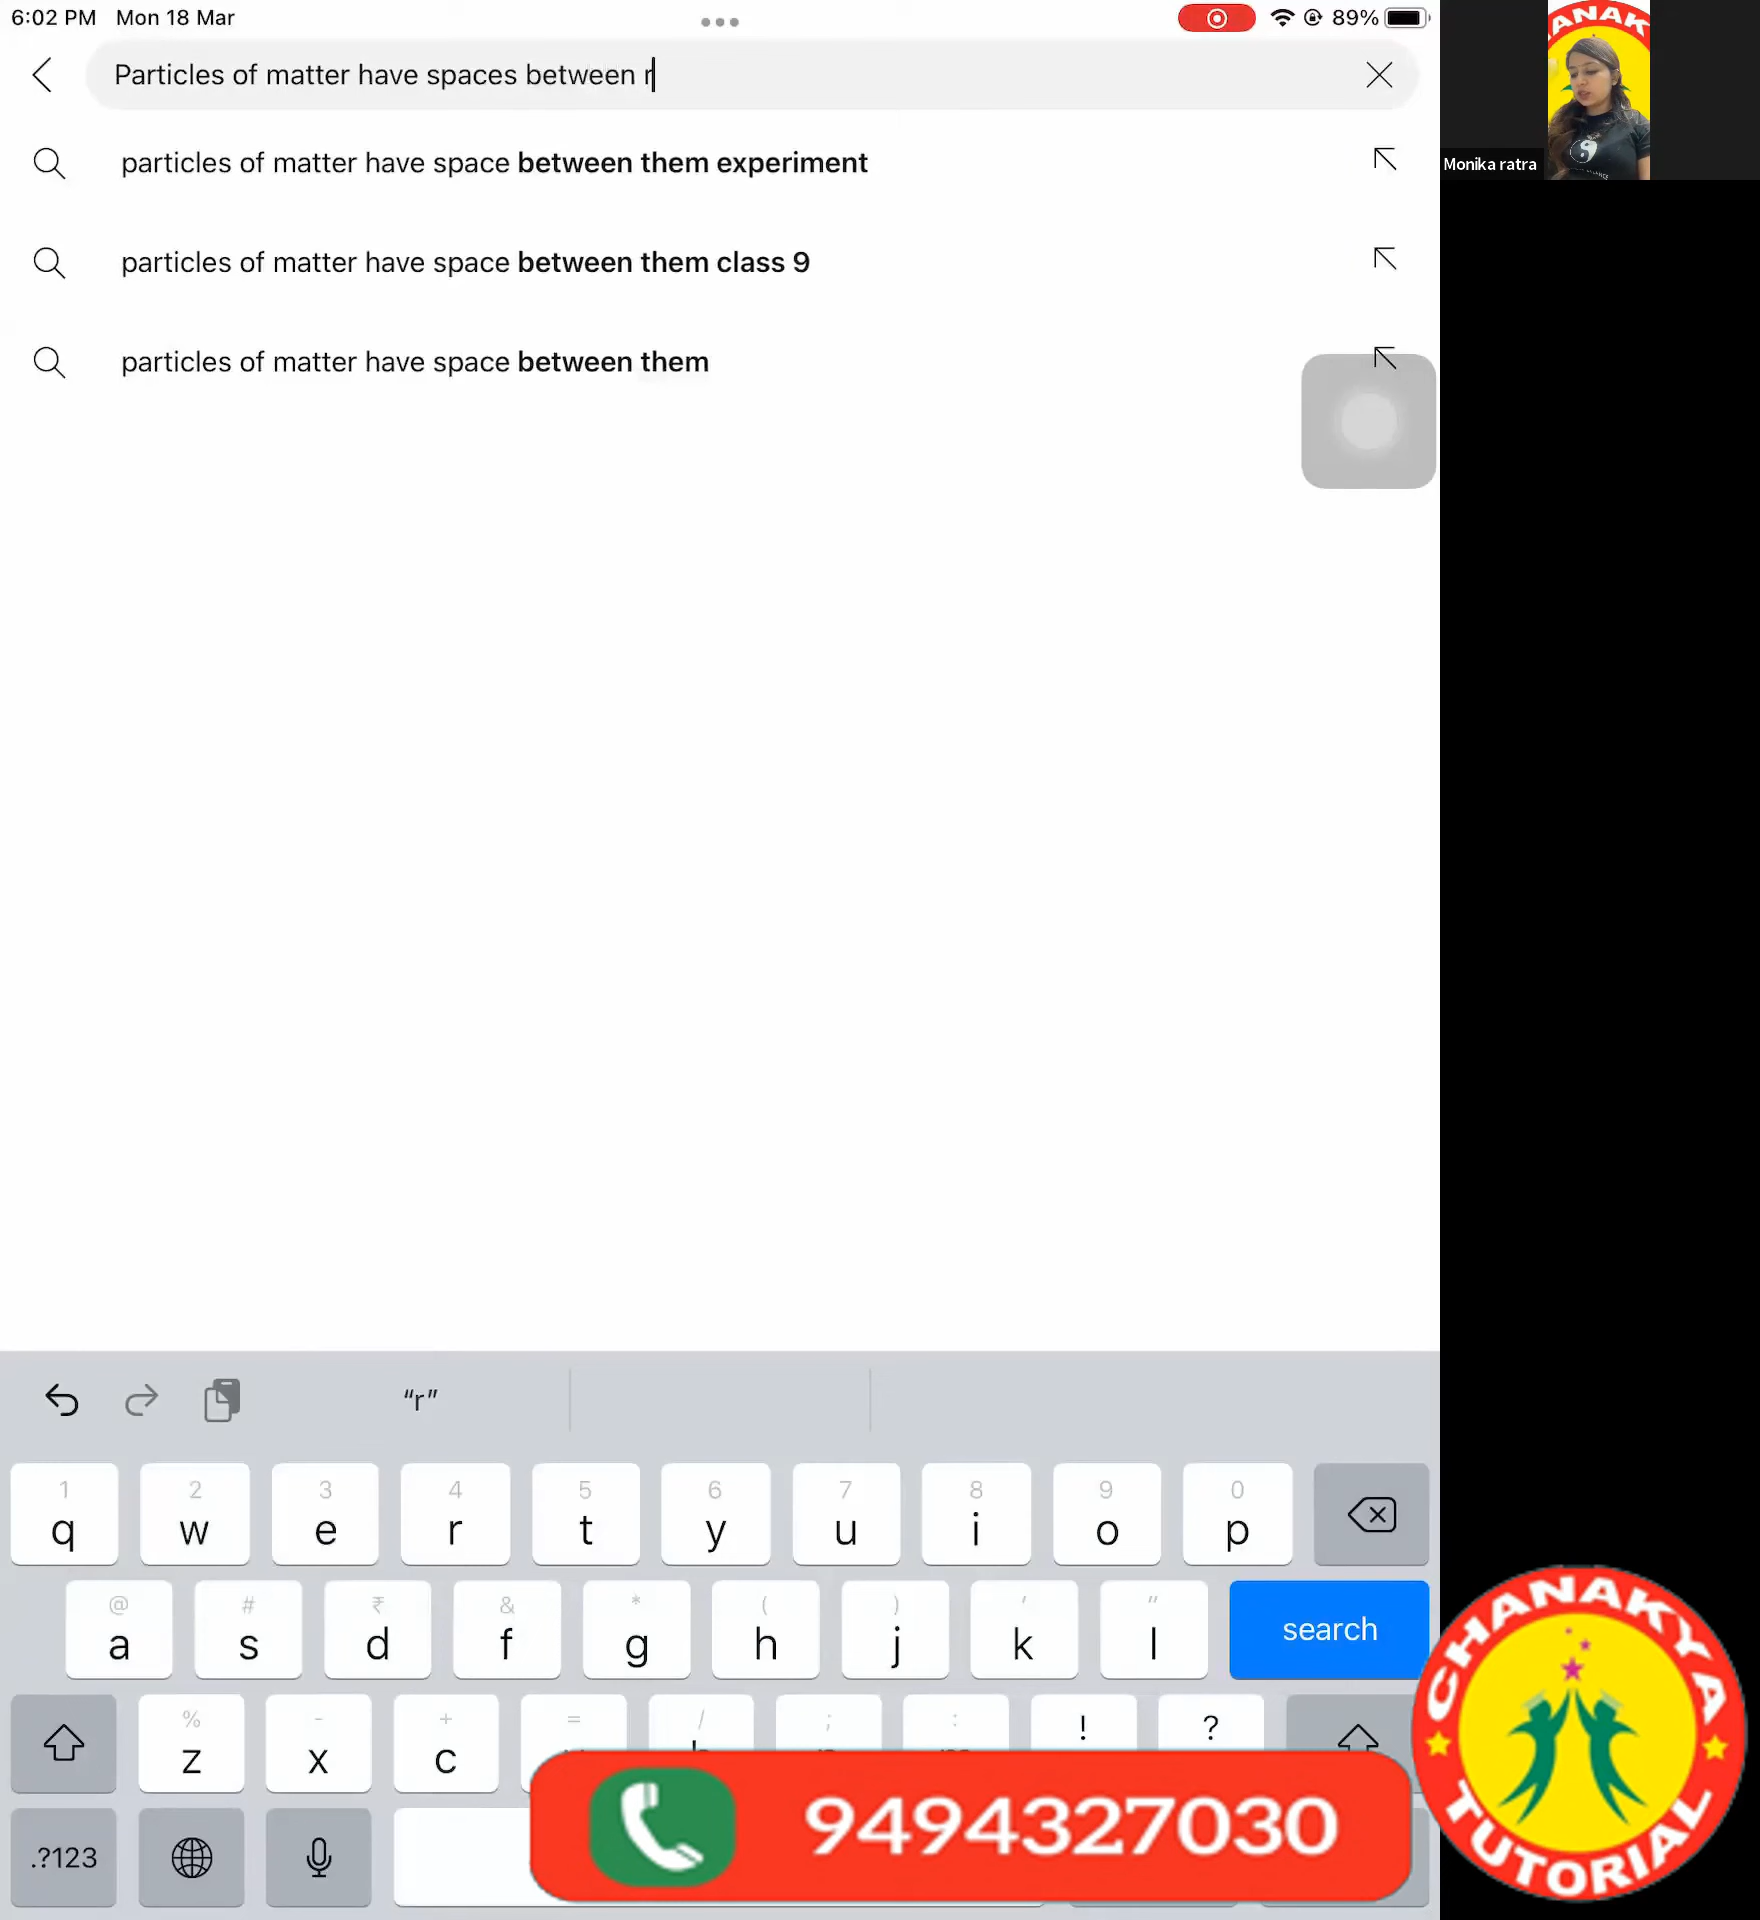 6:02 PM Mon 18 Mar
89%
Particles of matter have spaces between r
particles of matter have space between them experiment
particles of matter have space between them class 9
particles of matter have space between them
ANAK
Monika ratra
“r”
1 2 3 4 5 6 7 8 9 0
q w e r t y u i o p
@ # ₹ & * ( ) ' "
a s d f g h j k l search
% - + = / ; : ! ?
z x c
.?123
9494327030
CHANAKYA
TUTORIAL